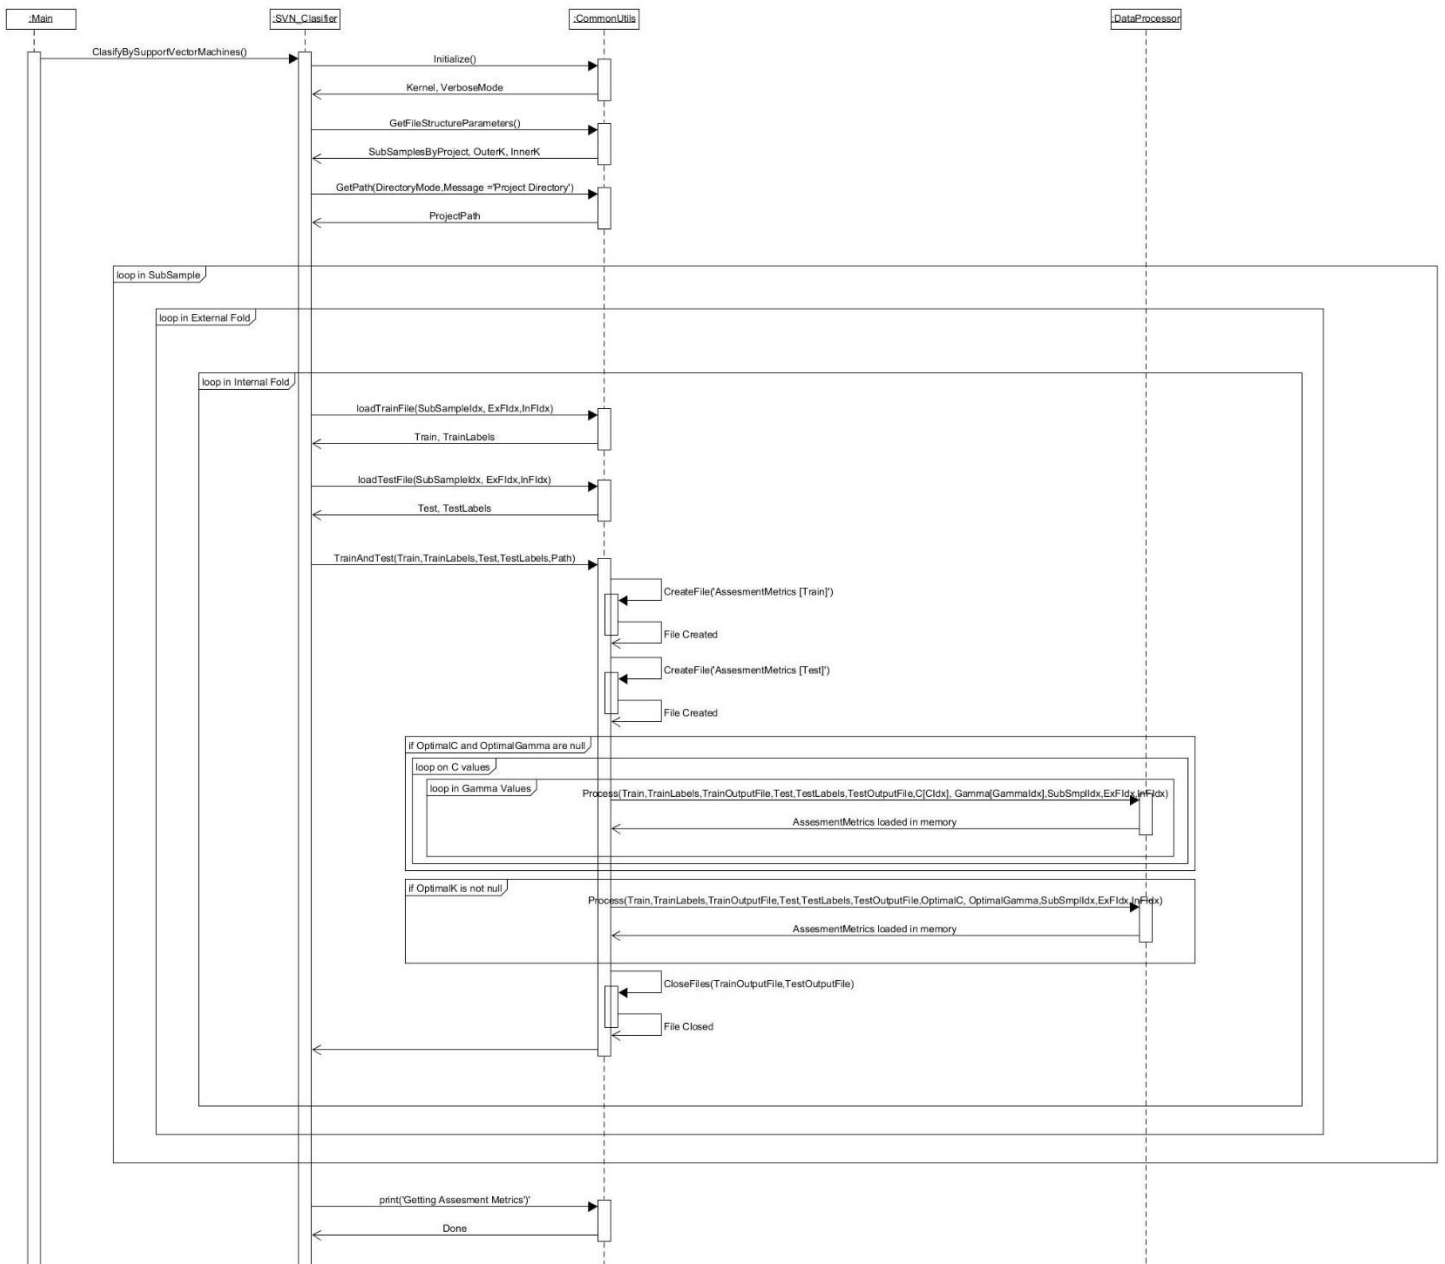 :Main
:SVN_Clasifier
:CommonUtils
:DataProcessor
ClasifyBySupportVectorMachines()
Initialize()
Kernel, VerboseMode
GetFileStructureParameters()
SubSamplesByProject, OuterK, InnerK
GetPath(DirectoryMode,Message ='Project Directory')
ProjectPath
loop in SubSample
loop in External Fold
loop in Internal Fold
loadTrainFile(SubSampleIdx, ExFIdx,InFIdx)
Train, TrainLabels
loadTestFile(SubSampleIdx, ExFIdx,InFIdx)
Test, TestLabels
TrainAndTest(Train,TrainLabels,Test,TestLabels,Path)
CreateFile('AssesmentMetrics [Train]')
File Created
CreateFile('AssesmentMetrics [Test]')
File Created
if OptimalC and OptimalGamma are null
loop on C values
loop in Gamma Values
Process(Train,TrainLabels,TrainOutputFile,Test,TestLabels,TestOutputFile,C[CIdx], Gamma[GammaIdx],SubSmplIdx,ExFIdx,InFIdx)
AssesmentMetrics loaded in memory
if OptimalK is not null
Process(Train,TrainLabels,TrainOutputFile,Test,TestLabels,TestOutputFile,OptimalC, OptimalGamma,SubSmplIdx,ExFIdx,InFIdx)
AssesmentMetrics loaded in memory
CloseFiles(TrainOutputFile,TestOutputFile)
File Closed
print('Getting Assesment Metrics')'
Done